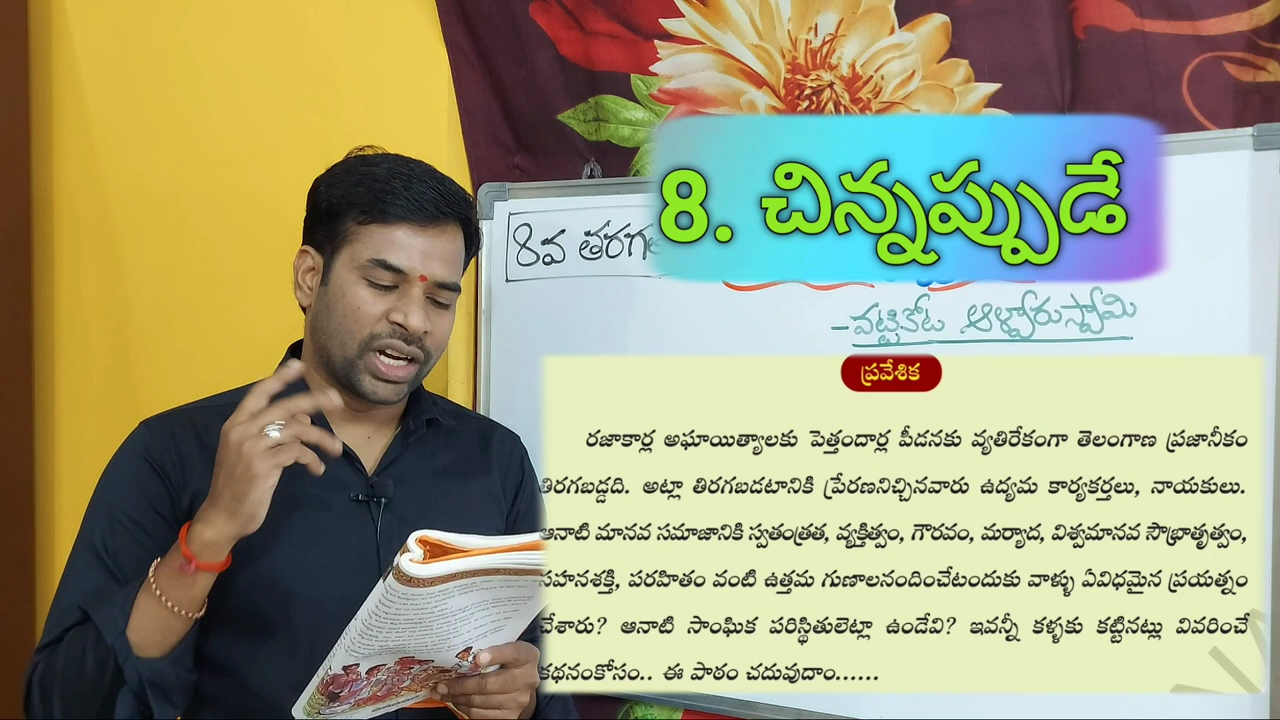 8. చిన్నప్పుడే
8వ తరగ
-వట్టికోట ఆళ్వారుస్వామి
ప్రవేశిక
రజాకార్ల అఘాయిత్యాలకు పెత్తందార్ల పీడనకు వ్యతిరేకంగా తెలంగాణ ప్రజానీకం
తిరగబడ్డది. అట్లా తిరగబడటానికి ప్రేరణనిచ్చినవారు ఉద్యమ కార్యకర్తలు, నాయకులు.
ఆనాటి మానవ సమాజానికి స్వతంత్రత, వ్యక్తిత్వం, గౌరవం, మర్యాద, విశ్వమానవ సౌభ్రాతృత్వం,
సహనశక్తి, పరహితం వంటి ఉత్తమ గుణాలనందించేటందుకు వాళ్ళు ఏవిధమైన ప్రయత్నం
చేశారు? ఆనాటి సాంఘిక పరిస్థితులెట్లా ఉండేవి? ఇవన్నీ కళ్ళకు కట్టినట్లు వివరించే
కథనంకోసం.. ఈ పాఠం చదువుదాం......